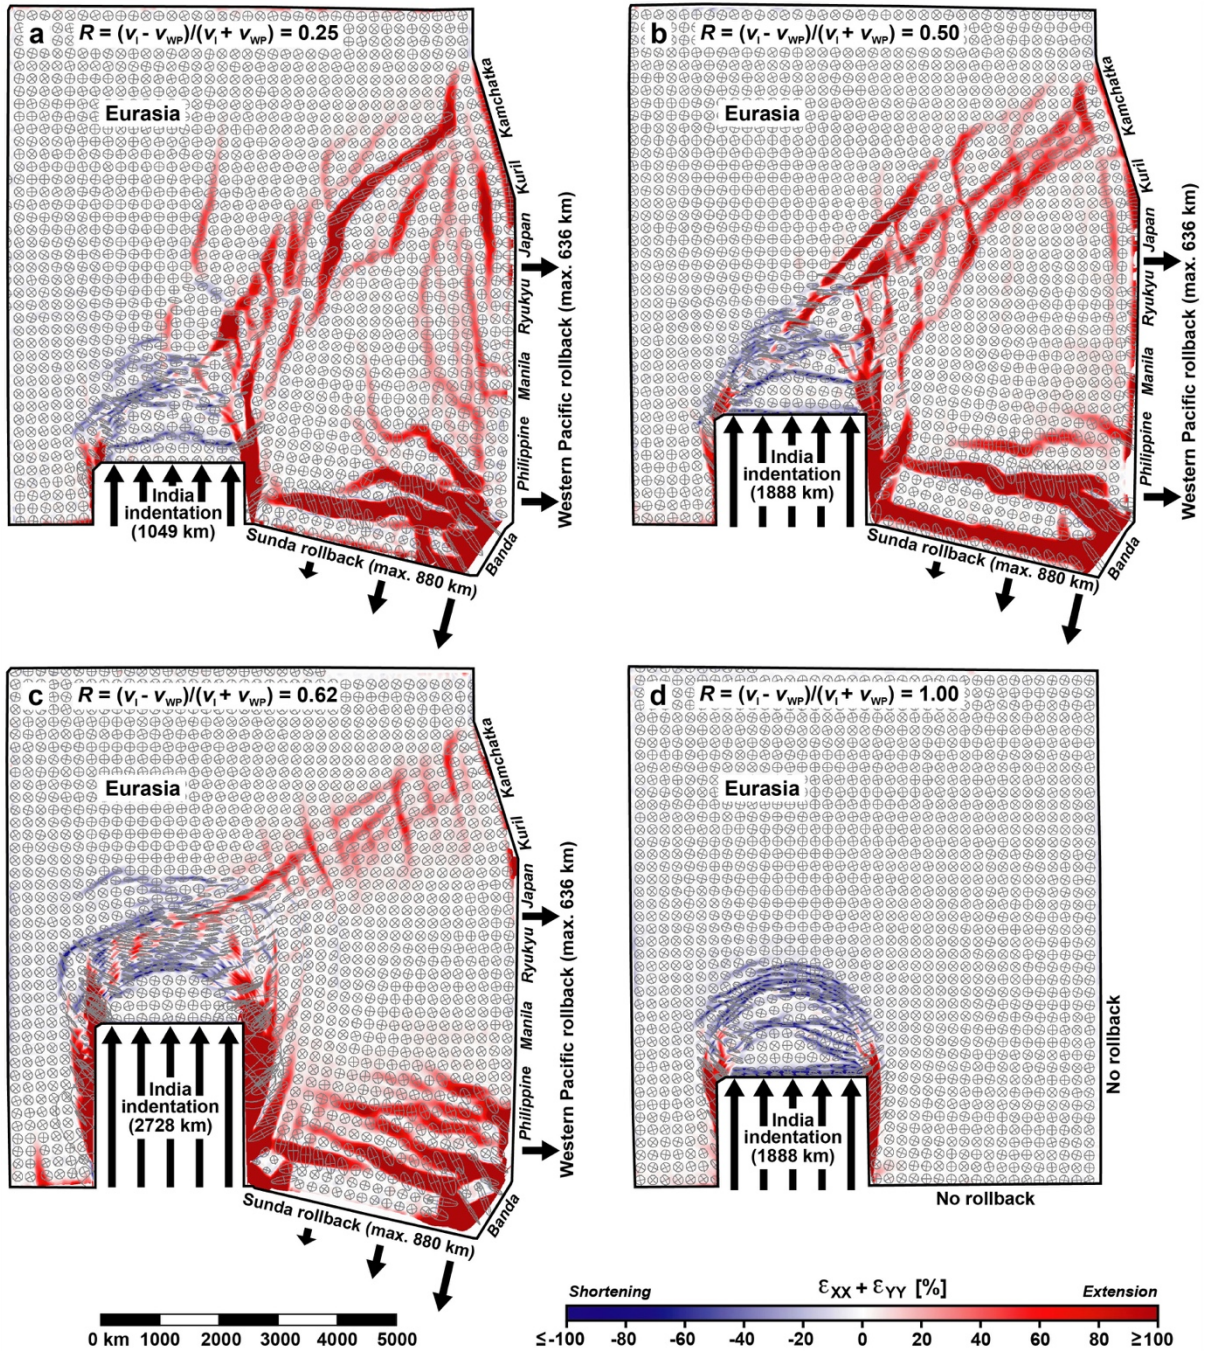 a R = (vI - vWP)/(vI + vWP) = 0.25
Eurasia
Kamchatka
Kuril
Japan
Ryukyu
Manila
Philippine
Western Pacific rollback (max. 636 km)
India
indentation
(1049 km)
Sunda rollback (max. 880 km)
Banda
b R = (vI - vWP)/(vI + vWP) = 0.50
Eurasia
Kamchatka
Kuril
Japan
Ryukyu
Manila
Philippine
Western Pacific rollback (max. 636 km)
India
indentation
(1888 km)
Sunda rollback (max. 880 km)
Banda
c R = (vI - vWP)/(vI + vWP) = 0.62
Eurasia
Kamchatka
Kuril
Japan
Ryukyu
Manila
Philippine
Western Pacific rollback (max. 636 km)
India
indentation
(2728 km)
Sunda rollback (max. 880 km)
Banda
d R = (vI - vWP)/(vI + vWP) = 1.00
Eurasia
No rollback
India
indentation
(1888 km)
No rollback
0 km 1000 2000 3000 4000 5000
Shortening εXX + εYY [%] Extension
≤-100 -80 -60 -40 -20 0 20 40 60 80 ≥100